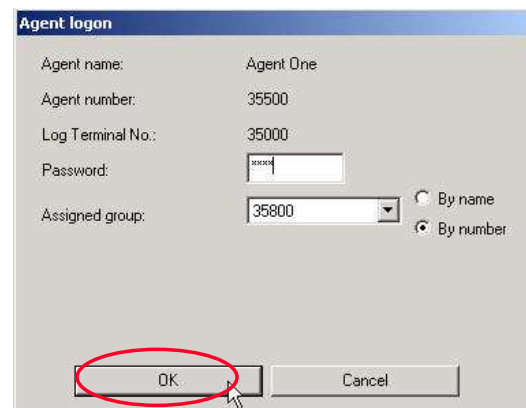 Agent logon
Agent name: Agent One
Agent number: 35500
Log Terminal No.: 35000
Password: ****
Assigned group: 35800 By name
By number
OK Cancel